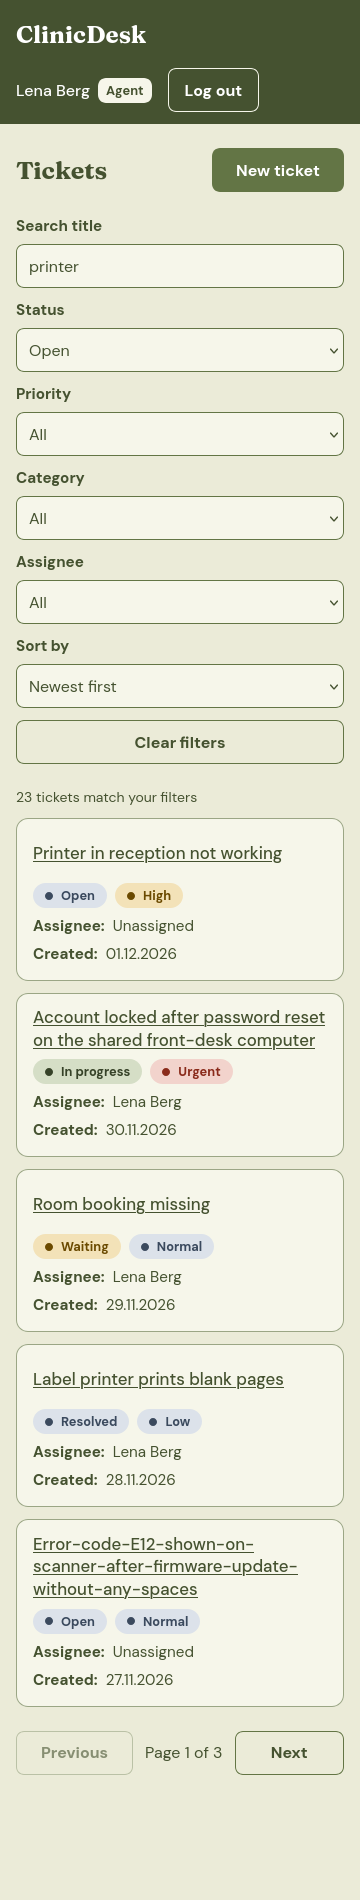 ClinicDesk
Lena Berg Agent Log out
Tickets New ticket
Search title
printer
Status
Open
Priority
All
Category
All
Assignee
All
Sort by
Newest first
Clear filters
23 tickets match your filters
Printer in reception not working
Open High
Assignee: Unassigned
Created: 01.12.2026
Account locked after password reset
on the shared front-desk computer
In progress Urgent
Assignee: Lena Berg
Created: 30.11.2026
Room booking missing
Waiting Normal
Assignee: Lena Berg
Created: 29.11.2026
Label printer prints blank pages
Resolved Low
Assignee: Lena Berg
Created: 28.11.2026
Error-code-E12-shown-on-
scanner-after-firmware-update-
without-any-spaces
Open Normal
Assignee: Unassigned
Created: 27.11.2026
Previous Page 1 of 3 Next